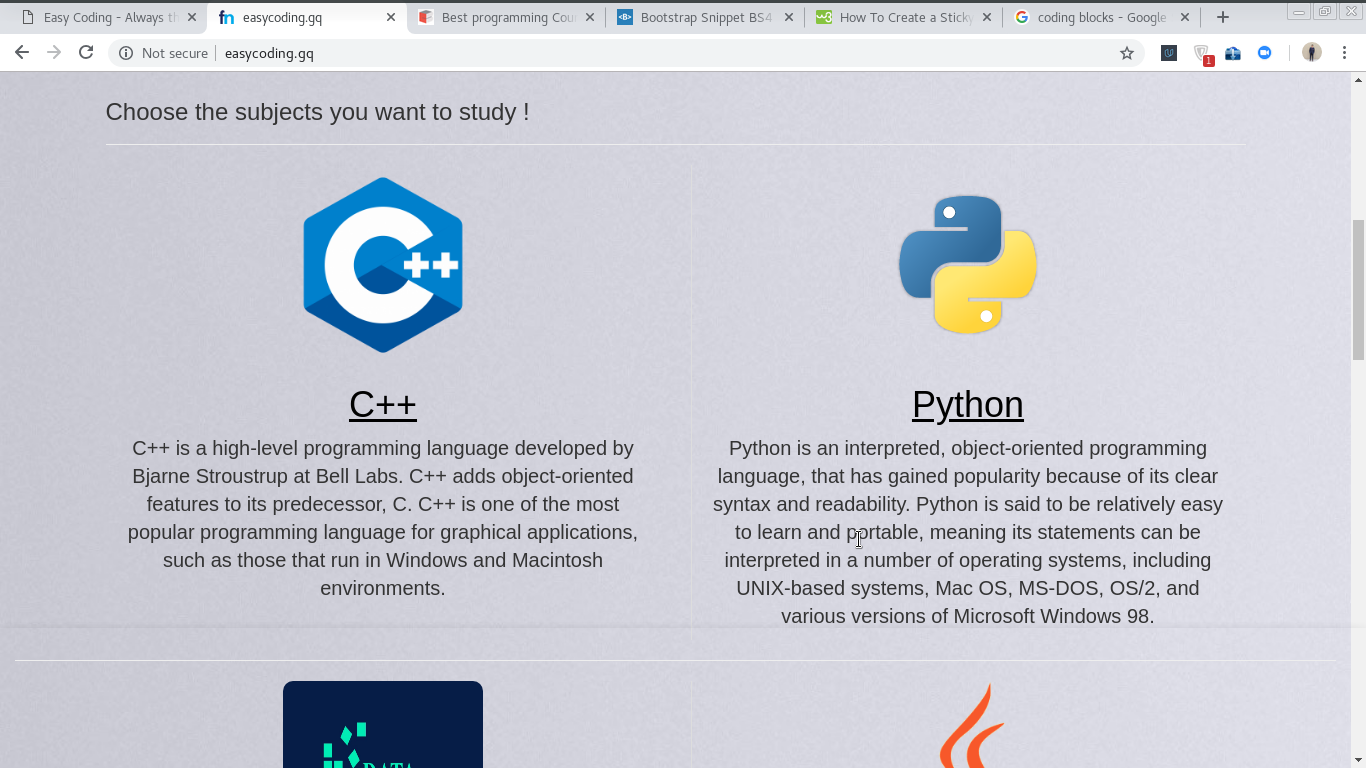 Easy Coding - Always th
easycoding.gq
Best programming Cou
Bootstrap Snippet BS4
How To Create a Sticky
coding blocks - Google
Not secure
easycoding.gq
1
Choose the subjects you want to study !
C++
C++
C++ is a high-level programming language developed by
Bjarne Stroustrup at Bell Labs. C++ adds object-oriented
features to its predecessor, C. C++ is one of the most
popular programming language for graphical applications,
such as those that run in Windows and Macintosh
environments.
Python
Python is an interpreted, object-oriented programming
language, that has gained popularity because of its clear
syntax and readability. Python is said to be relatively easy
to learn and portable, meaning its statements can be
interpreted in a number of operating systems, including
UNIX-based systems, Mac OS, MS-DOS, OS/2, and
various versions of Microsoft Windows 98.
DATA